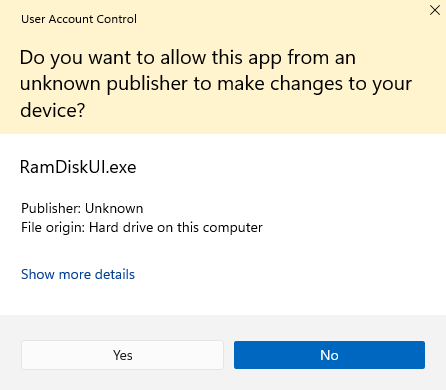 User Account Control
Do you want to allow this app from an
unknown publisher to make changes to your
device?
RamDiskUI.exe
Publisher: Unknown
File origin: Hard drive on this computer
Show more details
Yes
No